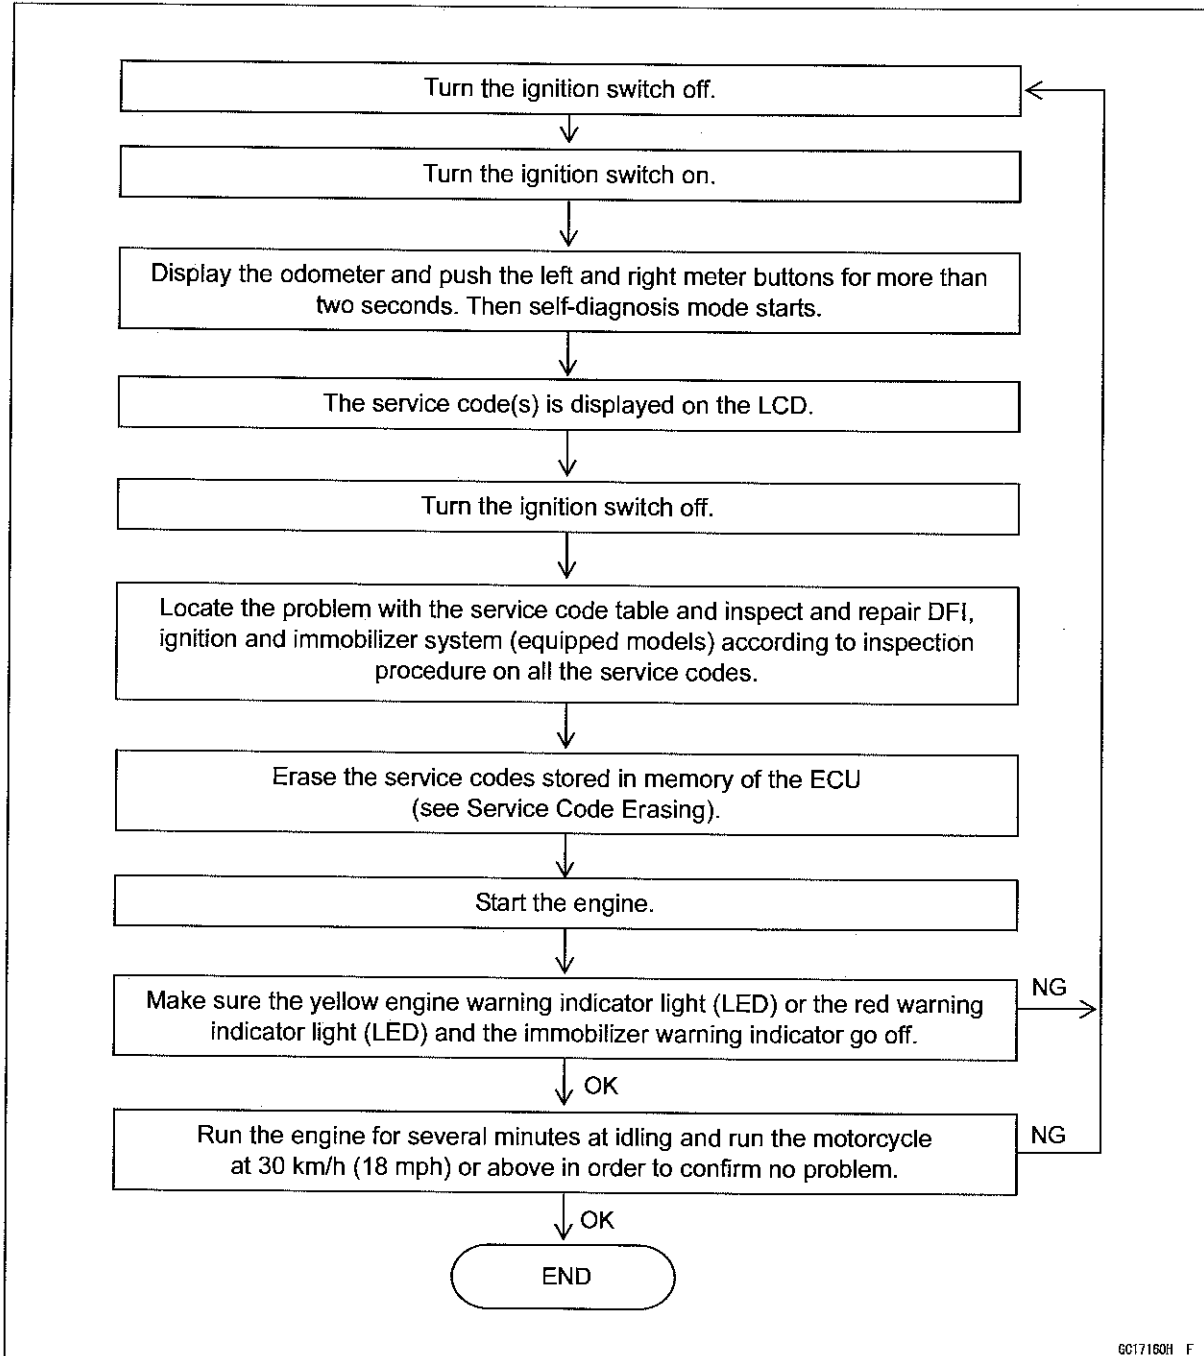 Turn the ignition switch off.
Turn the ignition switch on.
Display the odometer and push the left and right meter buttons for more than
two seconds. Then self-diagnosis mode starts.
The service code(s) is displayed on the LCD.
Turn the ignition switch off.
Locate the problem with the service code table and inspect and repair DFI,
ignition and immobilizer system (equipped models) according to inspection
procedure on all the service codes.
Erase the service codes stored in memory of the ECU
(see Service Code Erasing).
Start the engine.
Make sure the yellow engine warning indicator light (LED) or the red warning
indicator light (LED) and the immobilizer warning indicator go off.
NG
OK
Run the engine for several minutes at idling and run the motorcycle
at 30 km/h (18 mph) or above in order to confirm no problem.
NG
OK
END
GC17160H F